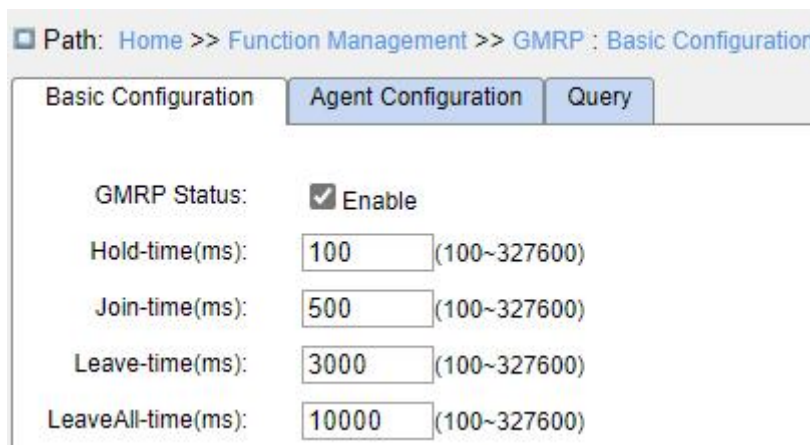 Path: Home >> Function Management >> GMRP : Basic Configuration
Basic Configuration Agent Configuration Query
GMRP Status: Enable
Hold-time(ms): 100 (100~327600)
Join-time(ms): 500 (100~327600)
Leave-time(ms): 3000 (100~327600)
LeaveAll-time(ms): 10000 (100~327600)